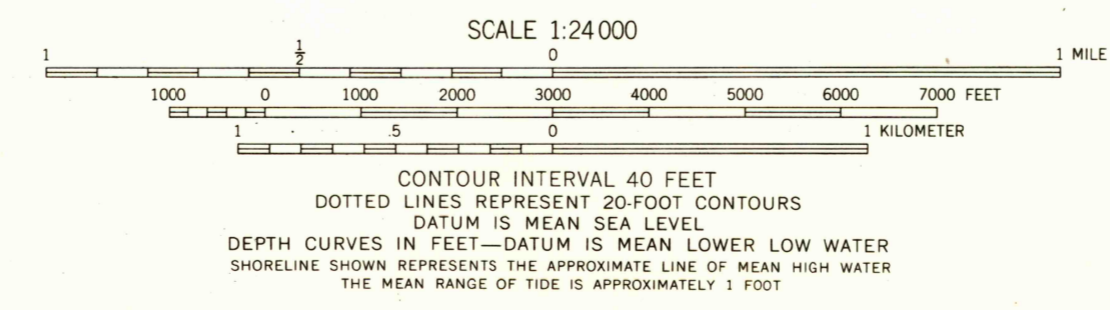 SCALE 1:24 000
1 1/2 0 1 MILE
1000 0 1000 2000 3000 4000 5000 6000 7000 FEET
1 .5 0 1 KILOMETER
CONTOUR INTERVAL 40 FEET
DOTTED LINES REPRESENT 20-FOOT CONTOURS
DATUM IS MEAN SEA LEVEL
DEPTH CURVES IN FEET—DATUM IS MEAN LOWER LOW WATER
SHORELINE SHOWN REPRESENTS THE APPROXIMATE LINE OF MEAN HIGH WATER
THE MEAN RANGE OF TIDE IS APPROXIMATELY 1 FOOT